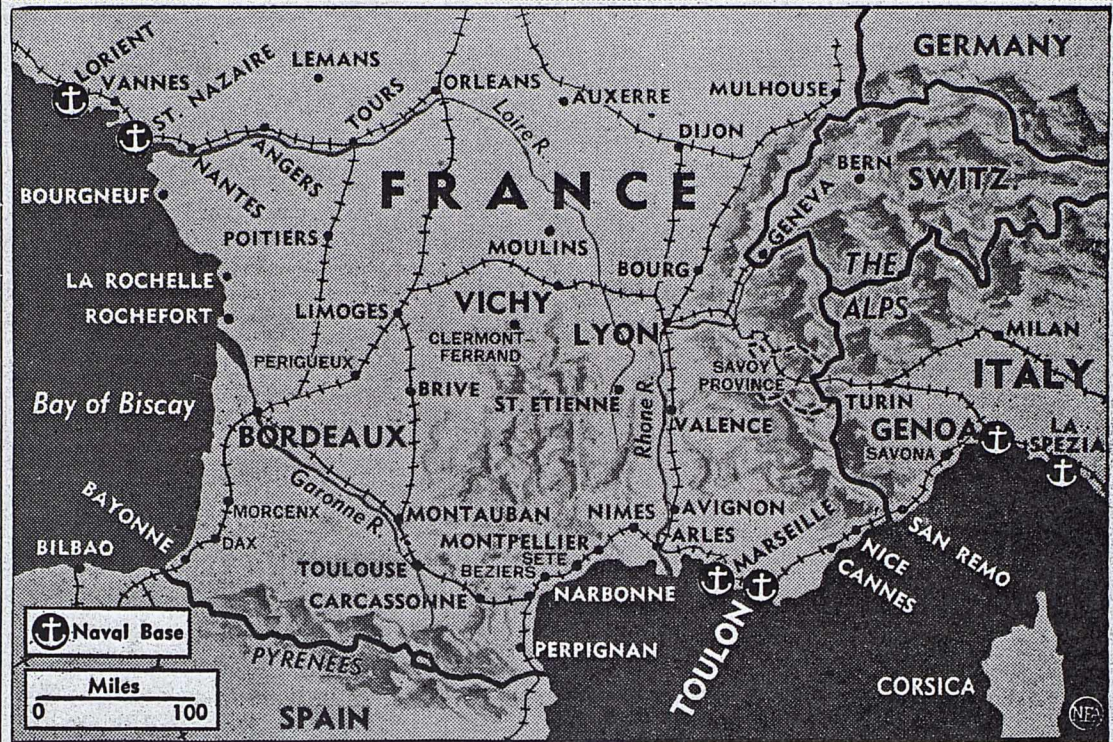 LORIENT
VANNES
ST. NAZAIRE
LEMANS
ORLEANS
AUXERRE
MULHOUSE
GERMANY
TOURS
Loire R.
DIJON
ANGERS
NANTES
BOURGNEUF
FRANCE
BERN
SWITZ.
GENEVA
POITIERS
MOULINS
BOURG
THE
ALPS
LA ROCHELLE
ROCHEFORT
LIMOGES
VICHY
CLERMONT-
FERRAND
LYON
MILAN
PERIGUEUX
SAVOY
PROVINCE
ITALY
Bay of Biscay
BRIVE
ST. ETIENNE
Rhone R.
VALENCE
TURIN
BORDEAUX
GENOA
LA
SPEZIA
SAVONA
Garonne R.
BAYONNE
MORCENX
MONTAUBAN
NIMES
AVIGNON
BILBAO
DAX
MONTPELLIER
ARLES
MARSEILLE
SAN REMO
TOULOUSE
BEZIERS
SETE
NICE
CANNES
CARCASSONNE
NARBONNE
TOULON
Naval Base
PYRENEES
PERPIGNAN
Miles
0 100
SPAIN
CORSICA
NEA